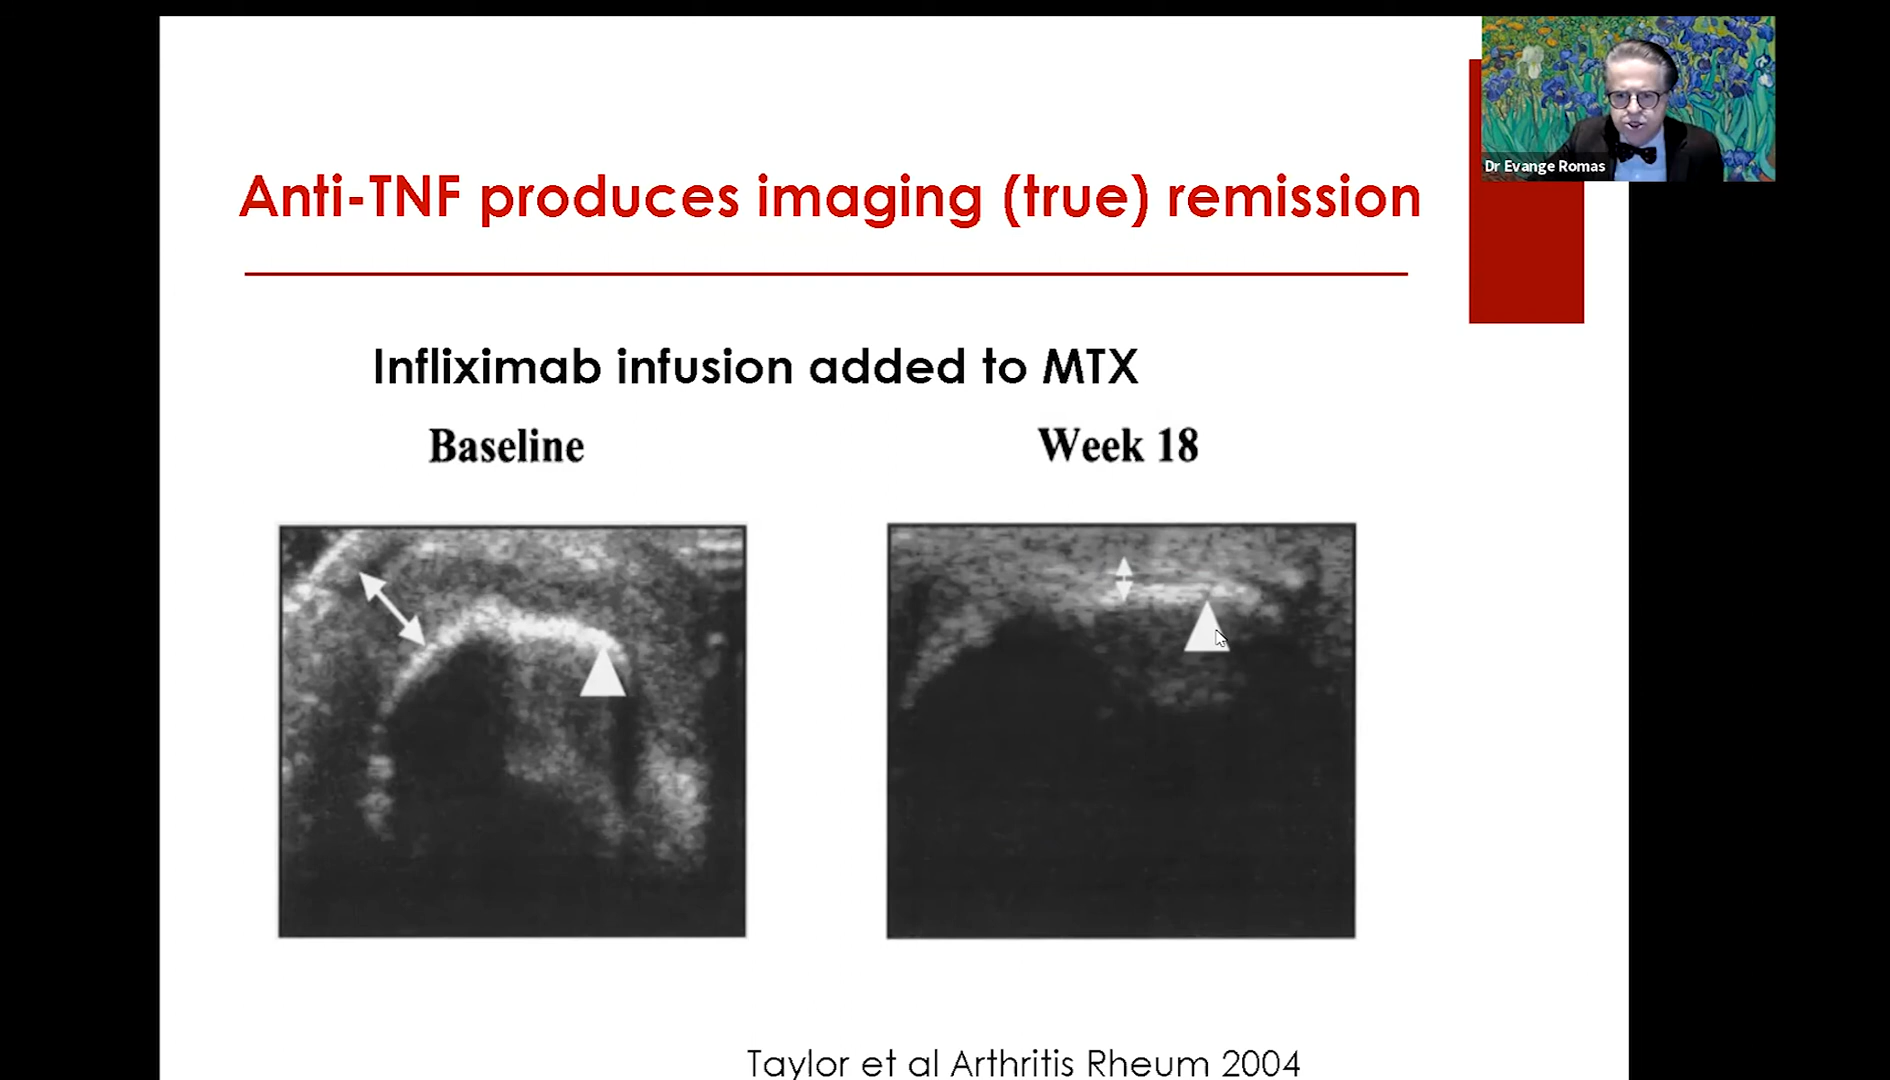 Dr Evange Romas
Anti-TNF produces imaging (true) remission
Infliximab infusion added to MTX
Baseline
Week 18
Taylor et al Arthritis Rheum 2004